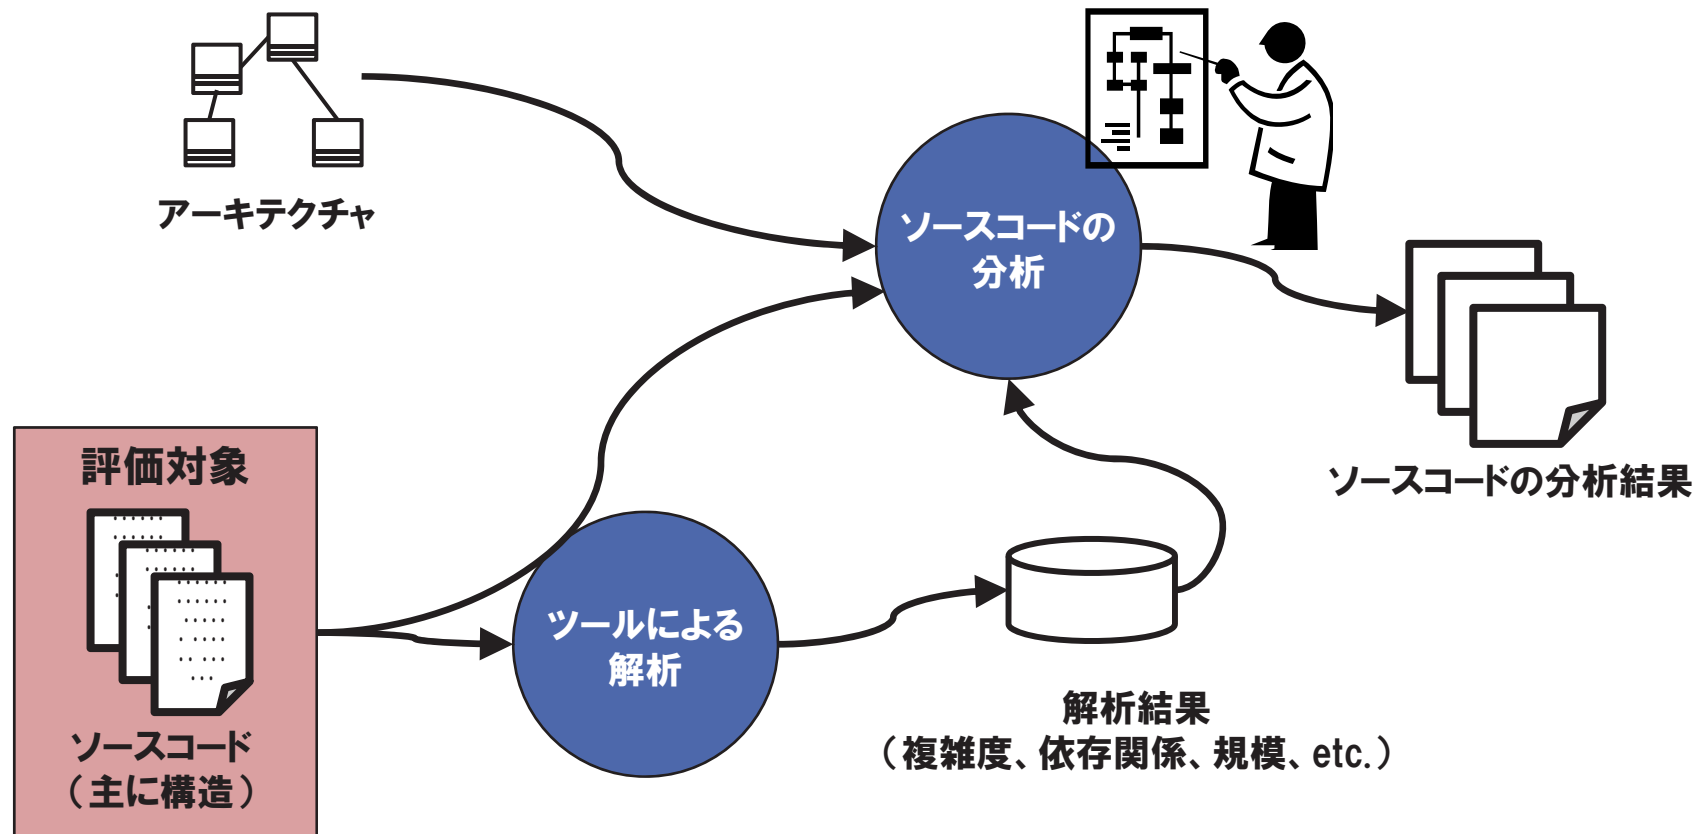 アーキテクチャ
ソースコードの
分析
ソースコードの分析結果
評価対象
ソースコード
（主に構造）
ツールによる
解析
解析結果
（複雑度、依存関係、規模、etc.）